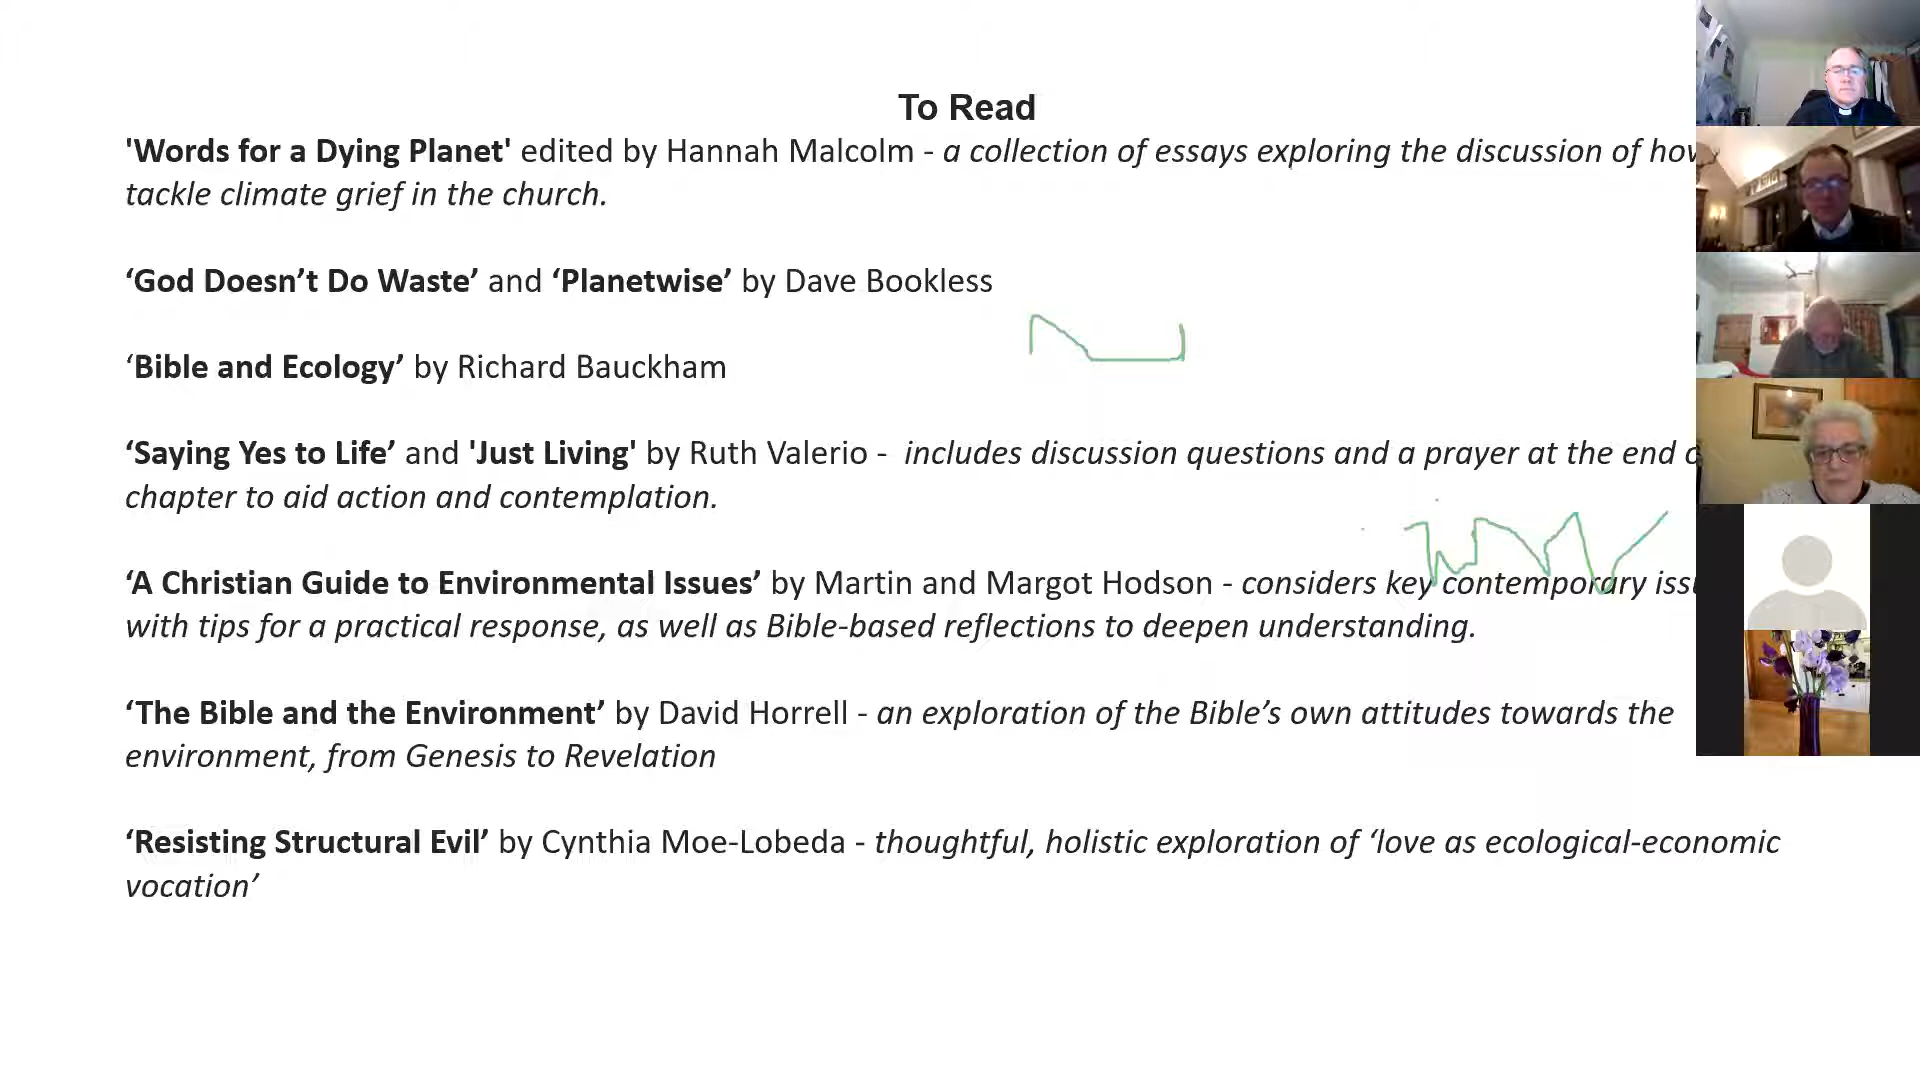 To Read
'Words for a Dying Planet' edited by Hannah Malcolm - a collection of essays exploring the discussion of
tackle climate grief in the church.
‘God Doesn’t Do Waste’ and ‘Planetwise’ by Dave Bookless
‘Bible and Ecology’ by Richard Bauckham
‘Saying Yes to Life’ and 'Just Living' by Ruth Valerio - includes discussion questions and a prayer at the end
chapter to aid action and contemplation.
‘A Christian Guide to Environmental Issues’ by Martin and Margot Hodson - considers key contemporary
with tips for a practical response, as well as Bible-based reflections to deepen understanding.
‘The Bible and the Environment’ by David Horrell - an exploration of the Bible’s own attitudes towards the
environment, from Genesis to Revelation
‘Resisting Structural Evil’ by Cynthia Moe-Lobeda - thoughtful, holistic exploration of ‘love as ecological-economic
vocation’